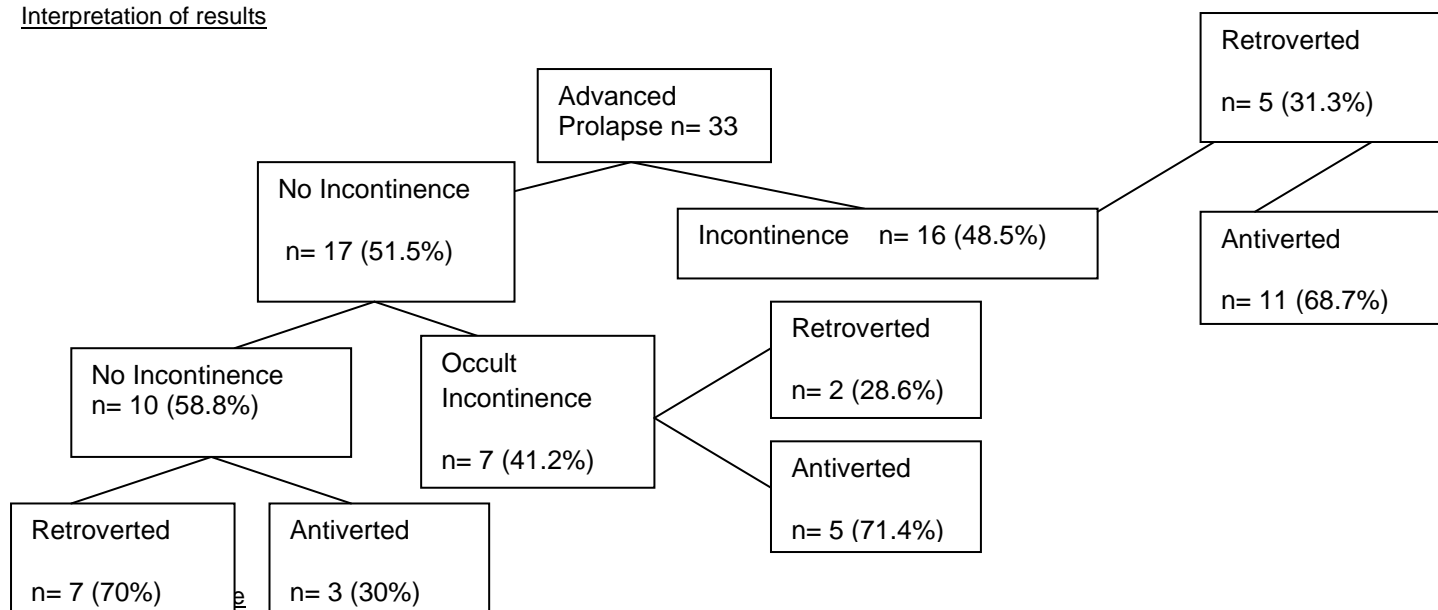 Interpretation of results
Retroverted
n= 5 (31.3%)
Advanced
Prolapse n= 33
No Incontinence
n= 17 (51.5%)
Incontinence n= 16 (48.5%)
Antiverted
n= 11 (68.7%)
Retroverted
n= 2 (28.6%)
No Incontinence
n= 10 (58.8%)
Occult
Incontinence
n= 7 (41.2%)
Antiverted
n= 5 (71.4%)
Retroverted
n= 7 (70%)
Antiverted
n= 3 (30%)